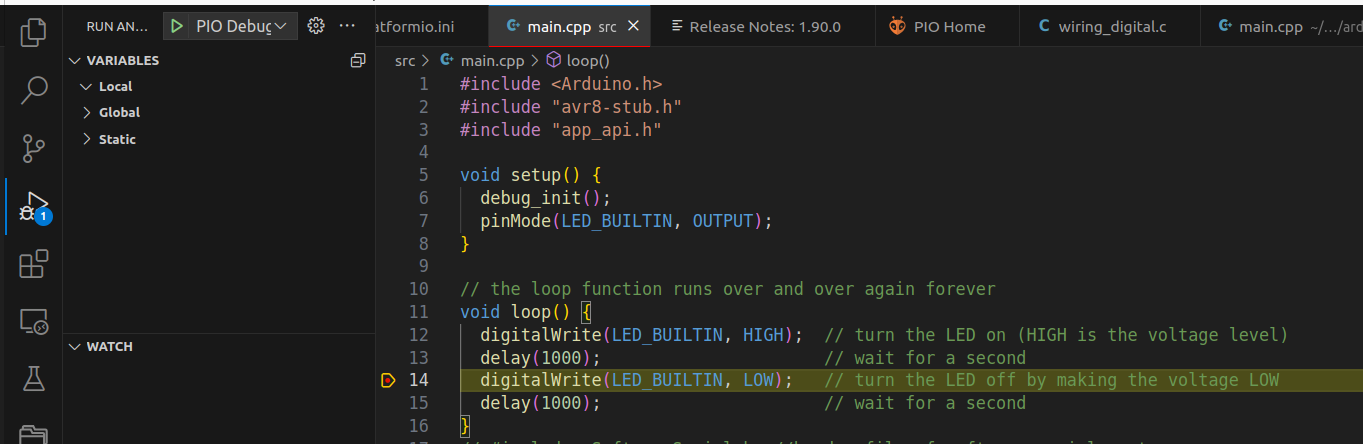 RUN AN... PIO Debug ...
atformio.ini main.cpp src Release Notes: 1.90.0 PIO Home C wiring_digital.c main.cpp ~/.../ard
VARIABLES
Local
Global
Static
WATCH
1
src > main.cpp > loop()
1 #include <Arduino.h>
2 #include "avr8-stub.h"
3 #include "app_api.h"
4
5 void setup() {
6 debug_init();
7 pinMode(LED_BUILTIN, OUTPUT);
8 }
9
10 // the loop function runs over and over again forever
11 void loop() {
12 digitalWrite(LED_BUILTIN, HIGH); // turn the LED on (HIGH is the voltage level)
13 delay(1000); // wait for a second
14 digitalWrite(LED_BUILTIN, LOW); // turn the LED off by making the voltage LOW
15 delay(1000); // wait for a second
16 }